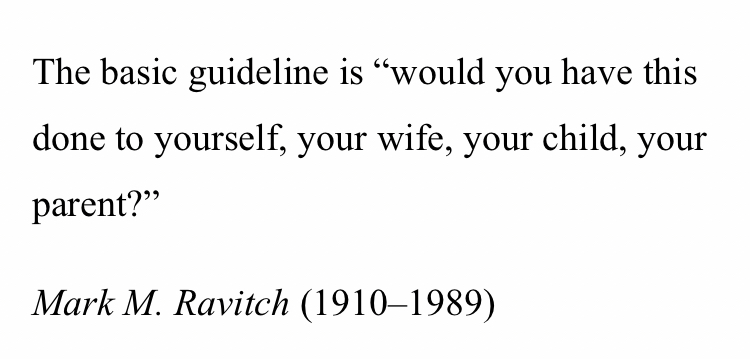 The basic guideline is “would you have this
done to yourself, your wife, your child, your
parent?”
Mark M. Ravitch (1910–1989)